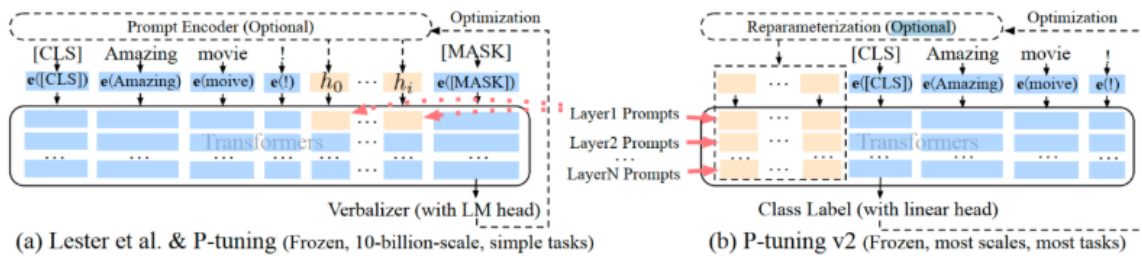 Prompt Encoder (Optional)
Optimization
[CLS] Amazing movie ! [MASK]
e([CLS]) e(Amazing) e(moive) e(!) h0 ... hi e([MASK])
Transformers
... ... ... ... ... ...
Verbalizer (with LM head)
(a) Lester et al. & P-tuning (Frozen, 10-billion-scale, simple tasks)
Layer1 Prompts
Layer2 Prompts
...
LayerN Prompts
Reparameterization (Optional)
Optimization
[CLS] Amazing movie !
... e([CLS]) e(Amazing) e(moive) e(!)
Transformers
... ... ... ... ...
Class Label (with linear head)
(b) P-tuning v2 (Frozen, most scales, most tasks)